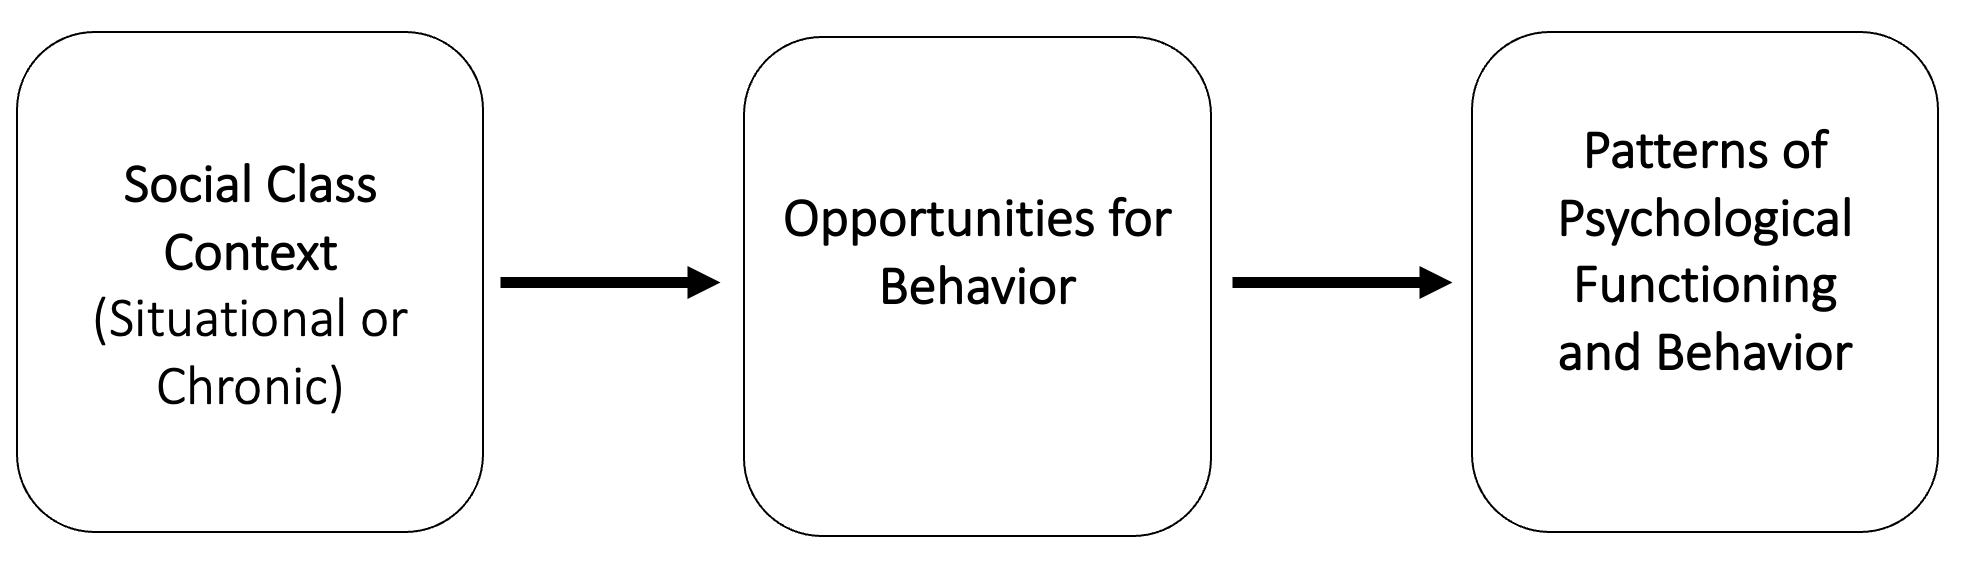 Social Class
Context
(Situational or
Chronic)
Opportunities for
Behavior
Patterns of
Psychological
Functioning
and Behavior